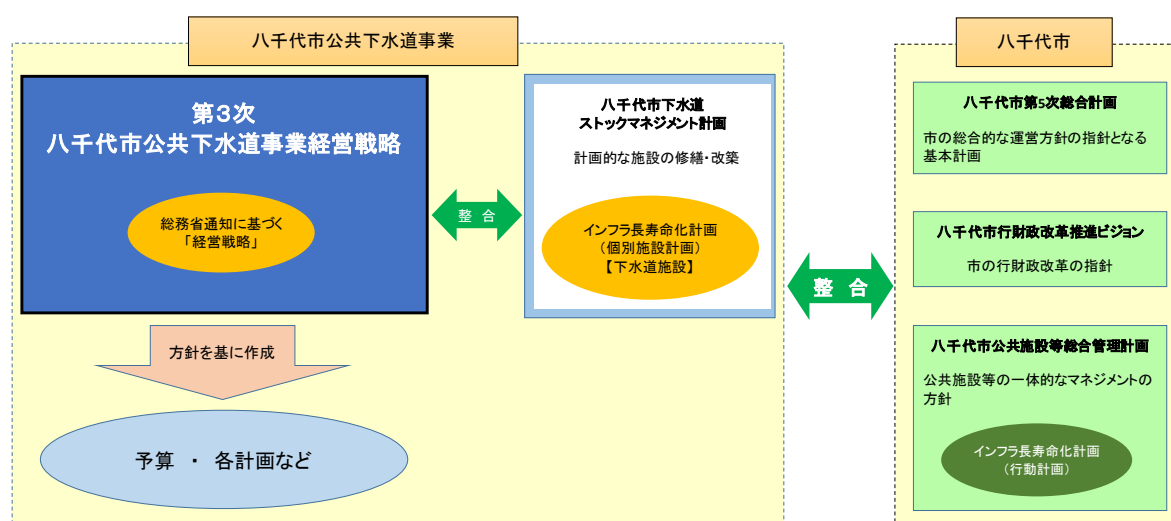 八千代市公共下水道事業
第3次
八千代市公共下水道事業経営戦略
総務省通知に基づく
「経営戦略」
整 合
八千代市下水道
ストックマネジメント計画
計画的な施設の修繕・改築
インフラ長寿命化計画
(個別施設計画)
【下水道施設】
方針を基に作成
予算 ・ 各計画など
整 合
八千代市
八千代市第5次総合計画
市の総合的な運営方針の指針となる
基本計画
八千代市行財政改革推進ビジョン
市の行財政改革の指針
八千代市公共施設等総合管理計画
公共施設等の一体的なマネジメントの
方針
インフラ長寿命化計画
(行動計画)